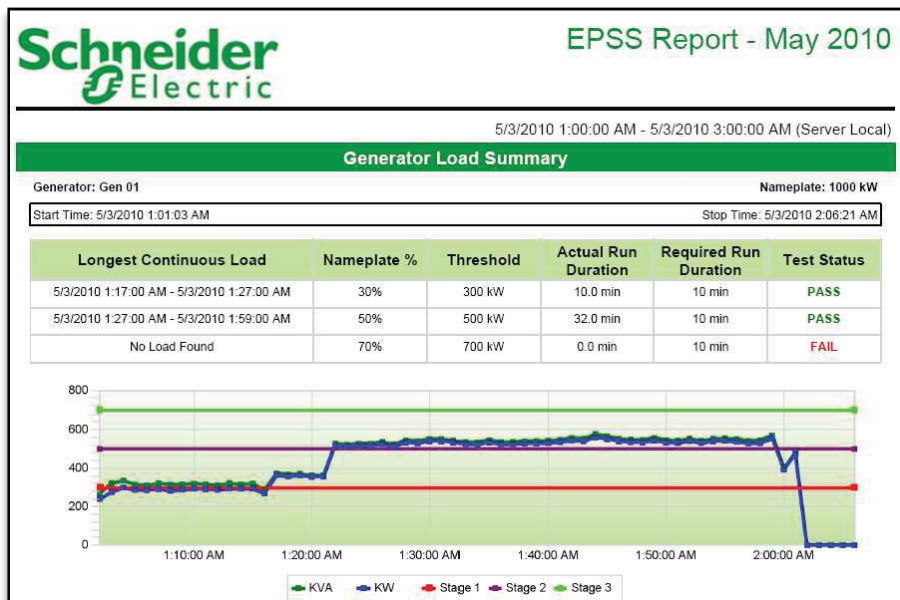 Schneider
Electric
EPSS Report - May 2010
5/3/2010 1:00:00 AM - 5/3/2010 3:00:00 AM (Server Local)
Generator Load Summary
Generator: Gen 01 Nameplate: 1000 kW
Start Time: 5/3/2010 1:01:03 AM Stop Time: 5/3/2010 2:06:21 AM
Longest Continuous Load Nameplate % Threshold Actual Run Duration Required Run Duration Test Status
5/3/2010 1:17:00 AM - 5/3/2010 1:27:00 AM 30% 300 kW 10.0 min 10 min PASS
5/3/2010 1:27:00 AM - 5/3/2010 1:59:00 AM 50% 500 kW 32.0 min 10 min PASS
No Load Found 70% 700 kW 0.0 min 10 min FAIL
800
600
400
200
0
1:10:00 AM 1:20:00 AM 1:30:00 AM 1:40:00 AM 1:50:00 AM 2:00:00 AM
KVA KW Stage 1 Stage 2 Stage 3